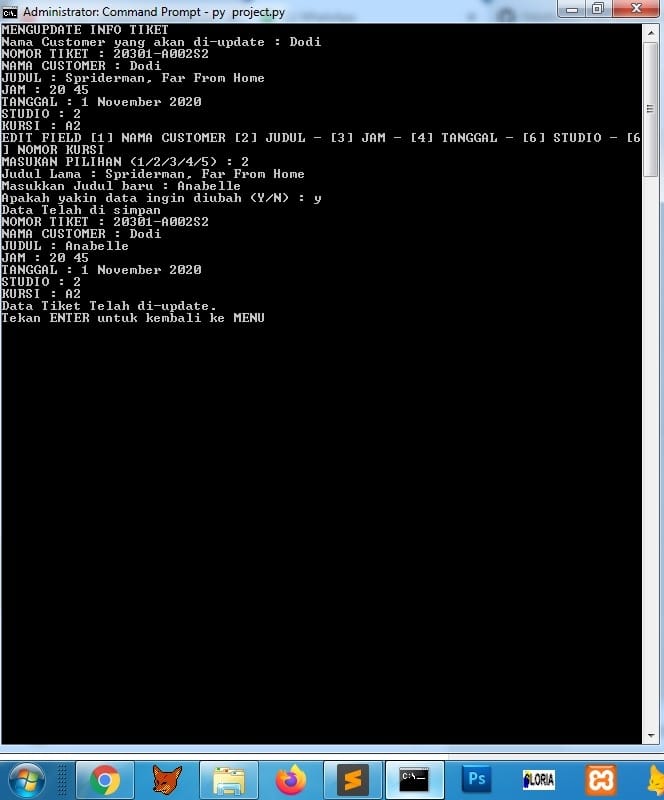 Administrator: Command Prompt - py  project.py
MENGUPDATE INFO TIKET
Nama Customer yang akan di-update : Dodi
NOMOR TIKET : 20301-A002S2
NAMA CUSTOMER : Dodi
JUDUL : Spriderman, Far From Home
JAM : 20 45
TANGGAL : 1 November 2020
STUDIO : 2
KURSI : A2
EDIT FIELD [1] NAMA CUSTOMER [2] JUDUL - [3] JAM - [4] TANGGAL - [6] STUDIO - [6
] NOMOR KURSI
MASUKAN PILIHAN (1/2/3/4/5) : 2
Judul Lama : Spriderman, Far From Home
Masukkan Judul baru : Anabelle
Apakah yakin data ingin diubah (Y/N) : y
Data Telah di simpan
NOMOR TIKET : 20301-A002S2
NAMA CUSTOMER : Dodi
JUDUL : Anabelle
JAM : 20 45
TANGGAL : 1 November 2020
STUDIO : 2
KURSI : A2
Data Tiket Telah di-update.
Tekan ENTER untuk kembali ke MENU
C:\_
Ps
GLORIA